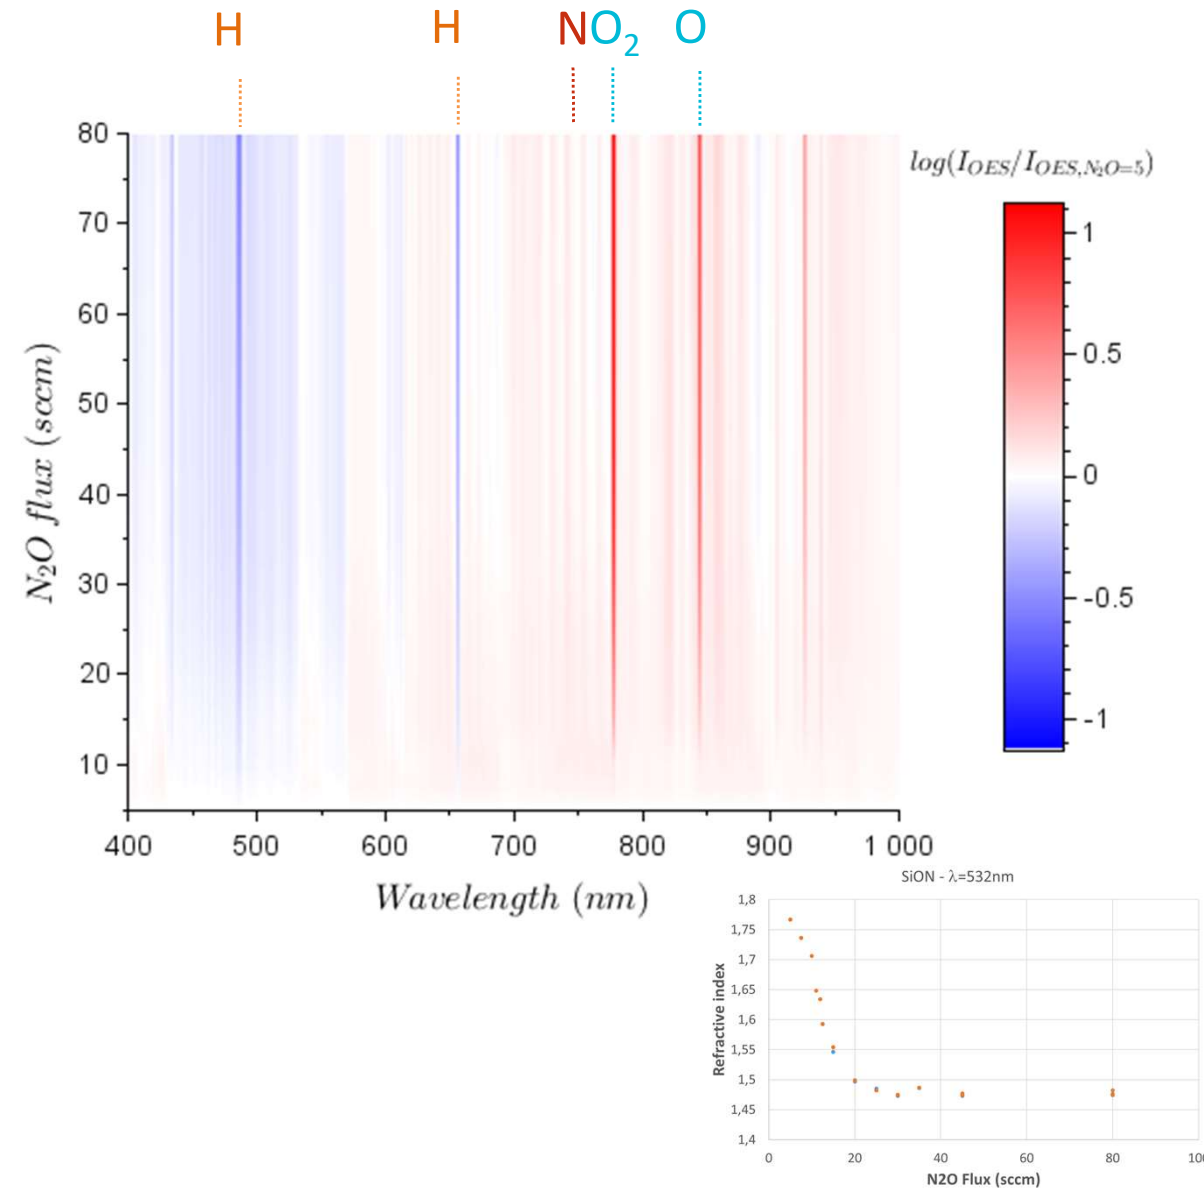 H H N O₂ O
log(I_OES/I_OES,N₂O=5)
80
70
60
50
40
30
20
10
N₂O flux (sccm)
400 500 600 700 800 900 1 000
Wavelength (nm)
1
0.5
0
-0.5
-1
SiON - λ=532nm
1,8
1,75
1,7
1,65
1,6
1,55
1,5
1,45
1,4
Refractive index
0 20 40 60 80 100
N2O Flux (sccm)